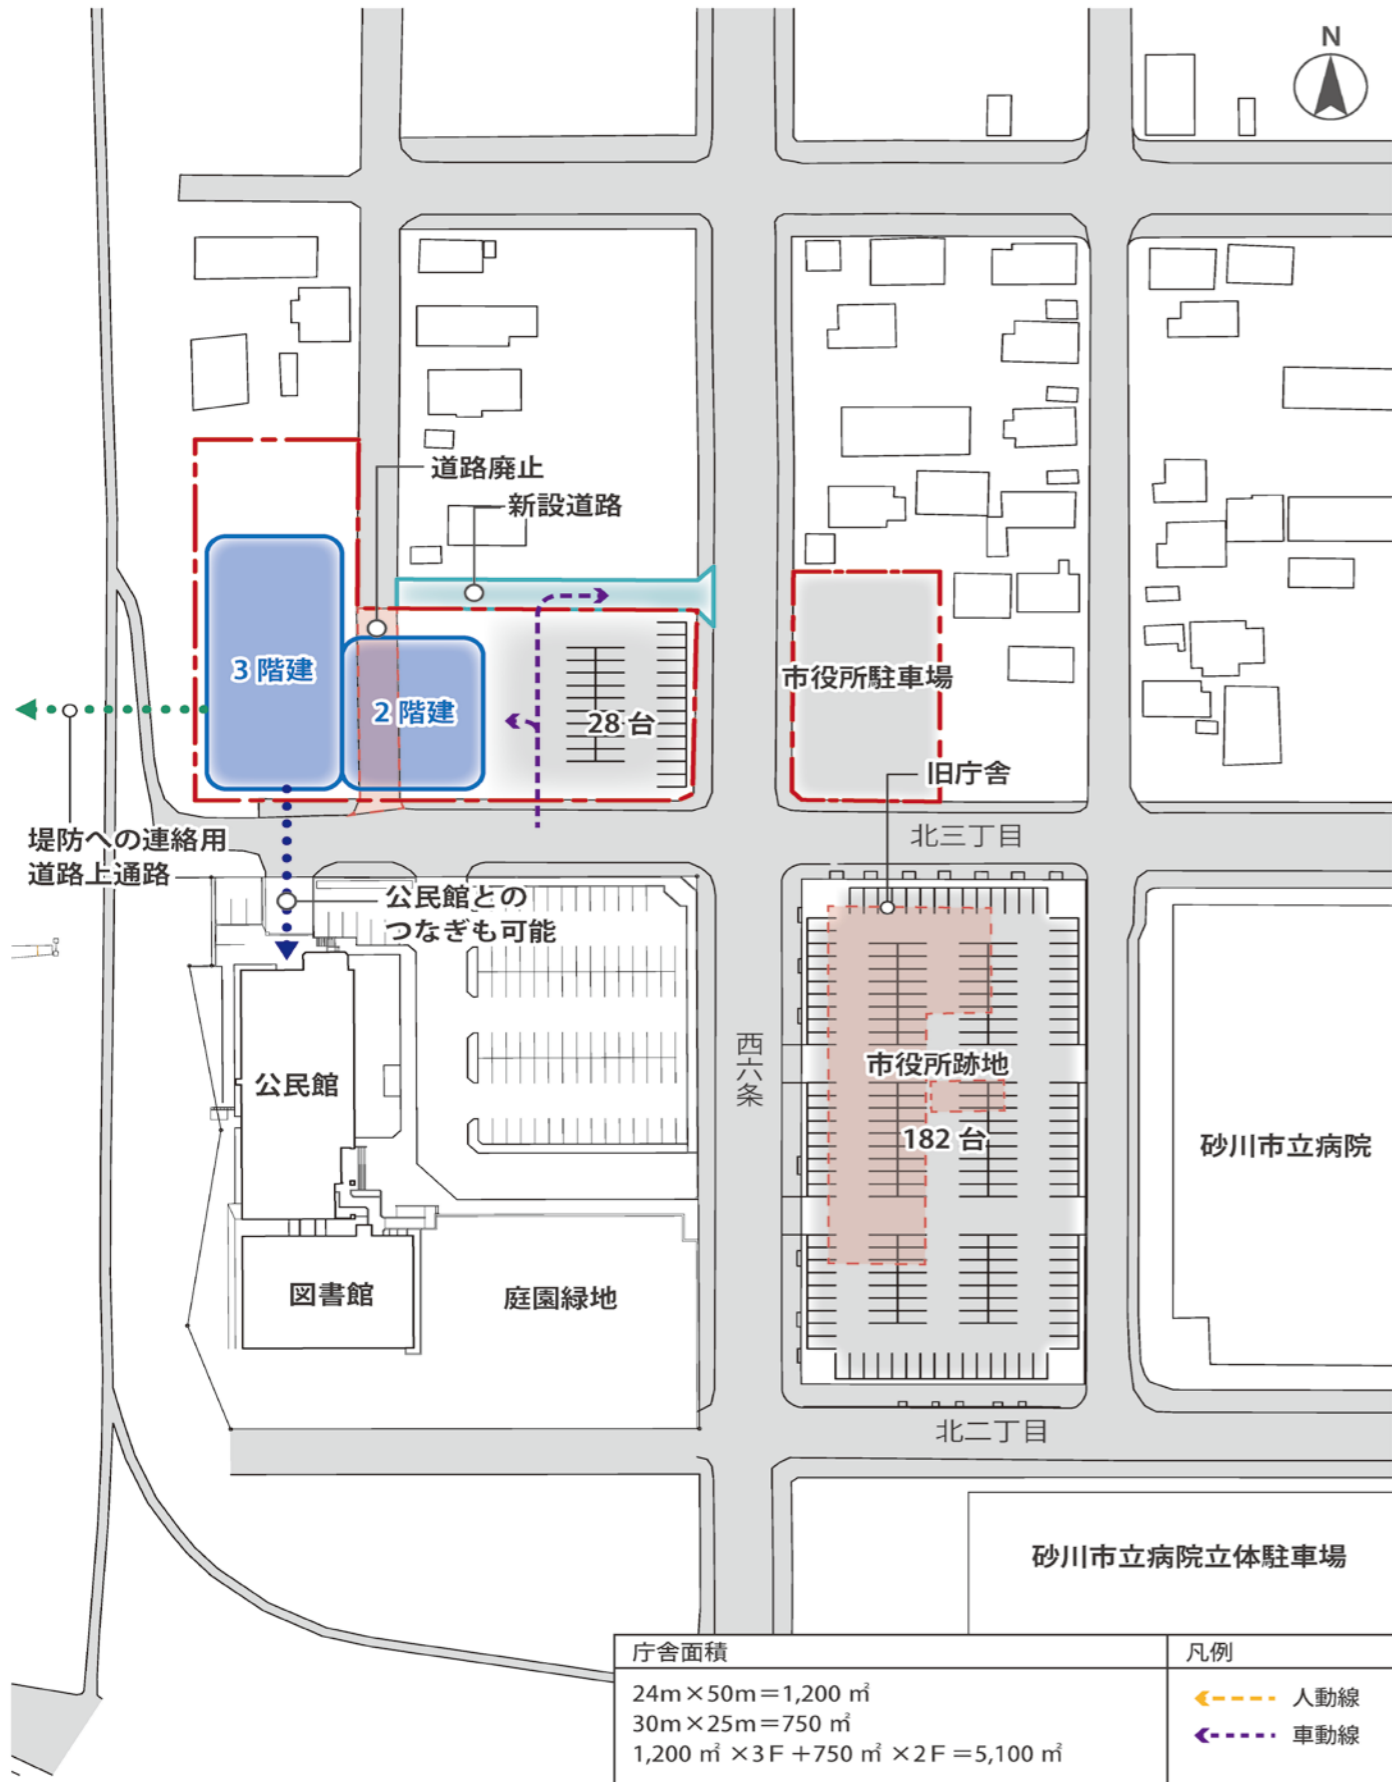 N
道路廃止
新設道路
3 階建
2 階建
28 台
市役所駐車場
旧庁舎
北三丁目
堤防への連絡用
道路上通路
公民館との
つなぎも可能
西六条
市役所跡地
182 台
公民館
砂川市立病院
図書館
庭園緑地
北二丁目
砂川市立病院立体駐車場
庁舎面積
24m×50m＝1,200 ㎡
30m×25m＝750 ㎡
1,200 ㎡ ×3F＋750 ㎡ ×2F＝5,100 ㎡
凡例
人動線
車動線